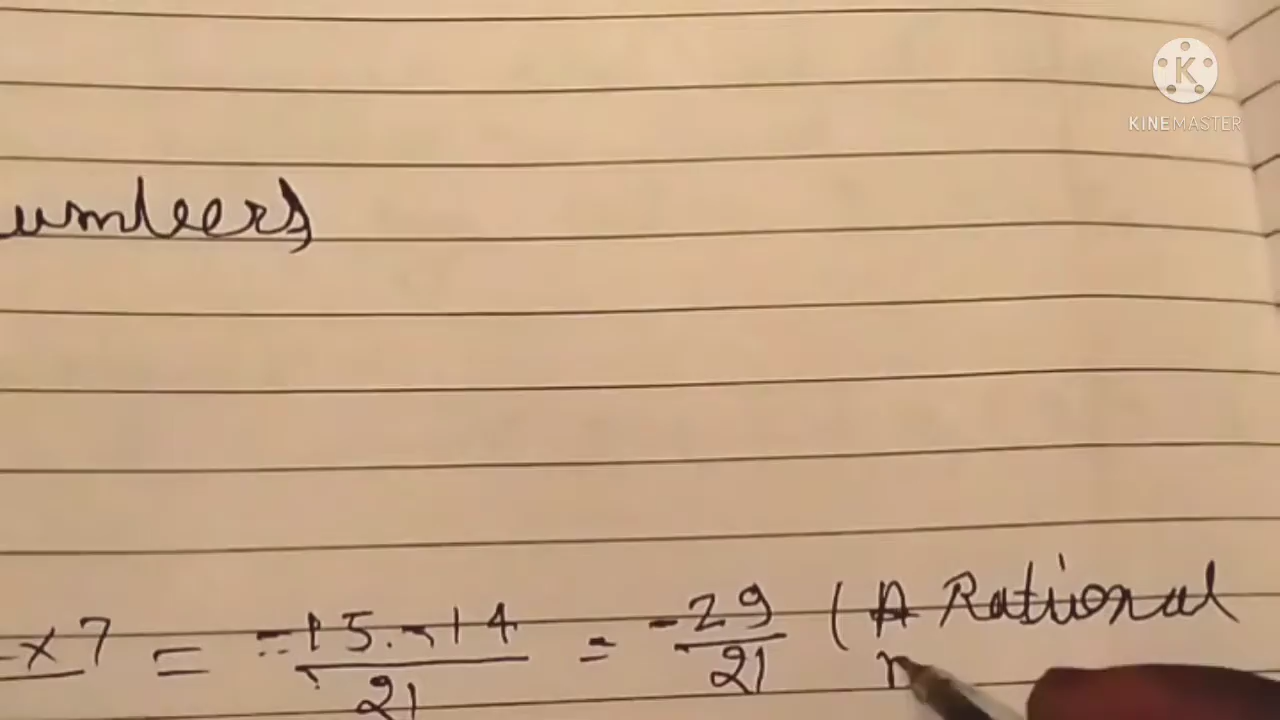 K
KINEMASTER
umbers
x 7 = -15 - 14 / 21 = -29 / 21 ( A Rational
n